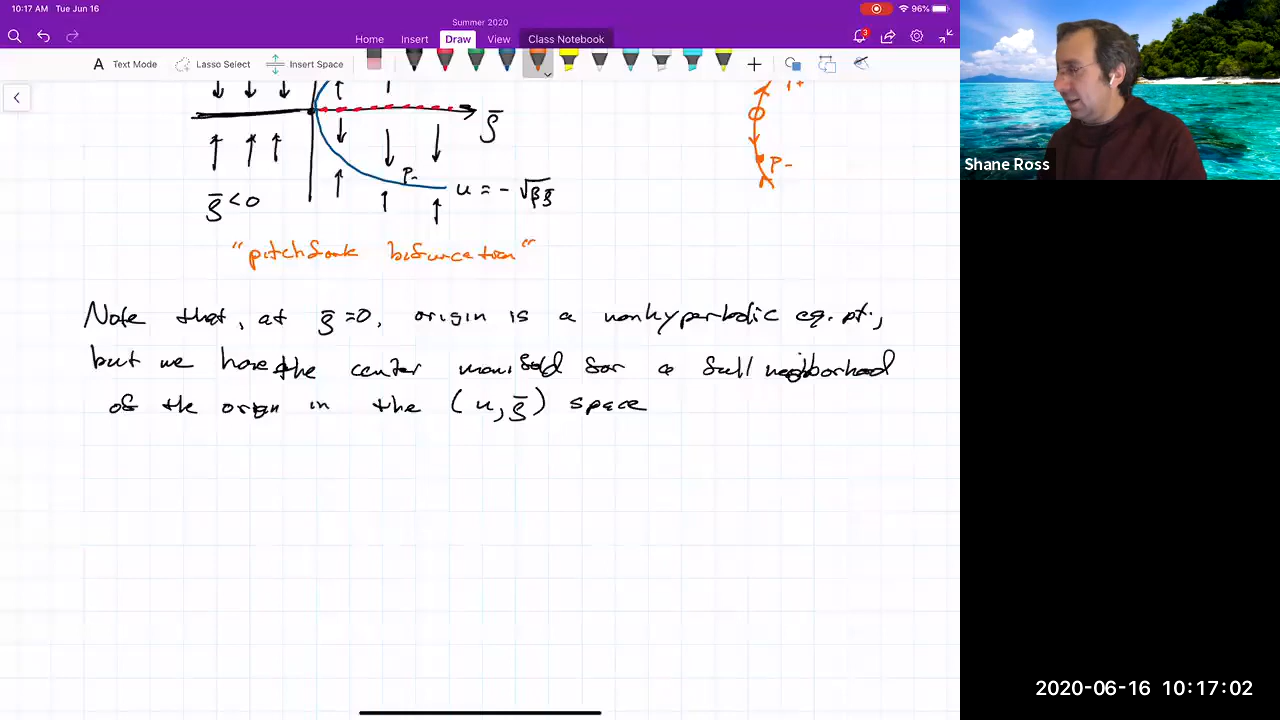 10:17 AM Tue Jun 16
96%
Summer 2020
Home Insert Draw View Class Notebook
3
A Text Mode Lasso Select Insert Space
ρ̄
P-
u = - √βρ̄
ρ̄ < 0
P-
"pitchfork bifurcation"
Note that, at ρ̄ = 0, origin is a nonhyperbolic eq. pt.,
but we have the center manifold for a full neighborhood
of the origin in the (u, ρ̄) space
Shane Ross
2020-06-16 10:17:02